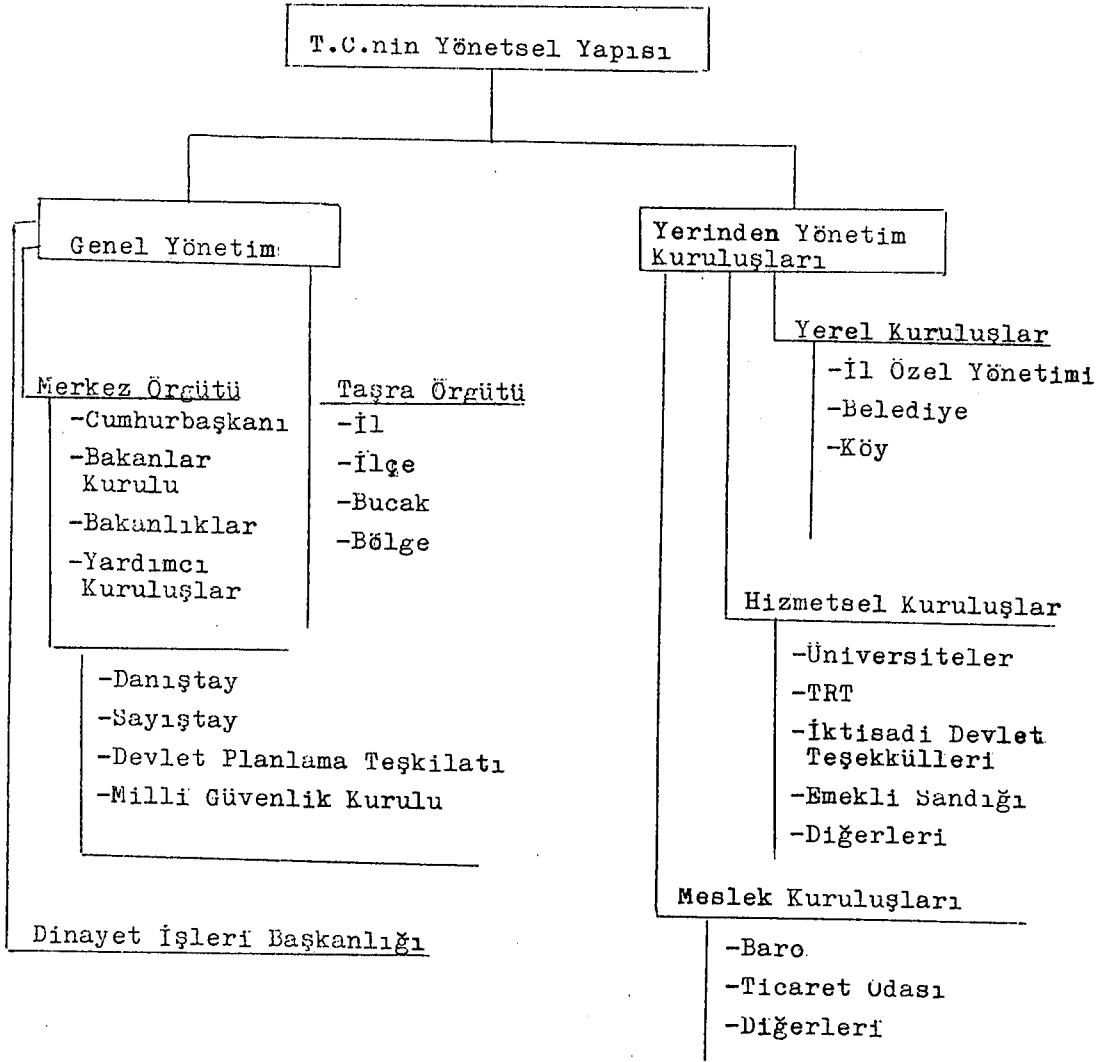 T.C.nin Yönetsel Yapısı
Genel Yönetim
Merkez Örgütü
-Cumhurbaşkanı
-Bakanlar
Kurulu
-Bakanlıklar
-Yardımcı
Kuruluşlar
Taşra Örgütü
-İl
-İlçe
-Bucak
-Bölge
-Danıştay
-Sayıştay
-Devlet Planlama Teşkilatı
-Milli Güvenlik Kurulu
Dinayet İşleri Başkanlığı
Yerinden Yönetim
Kuruluşları
Yerel Kuruluşlar
-İl Özel Yönetimi
-Belediye
-Köy
Hizmetsel Kuruluşlar
-Üniversiteler
-TRT
-İktisadi Devlet
Teşekkülleri
-Emekli Sandığı
-Diğerleri
Meslek Kuruluşları
-Baro
-Ticaret Odası
-Diğerleri